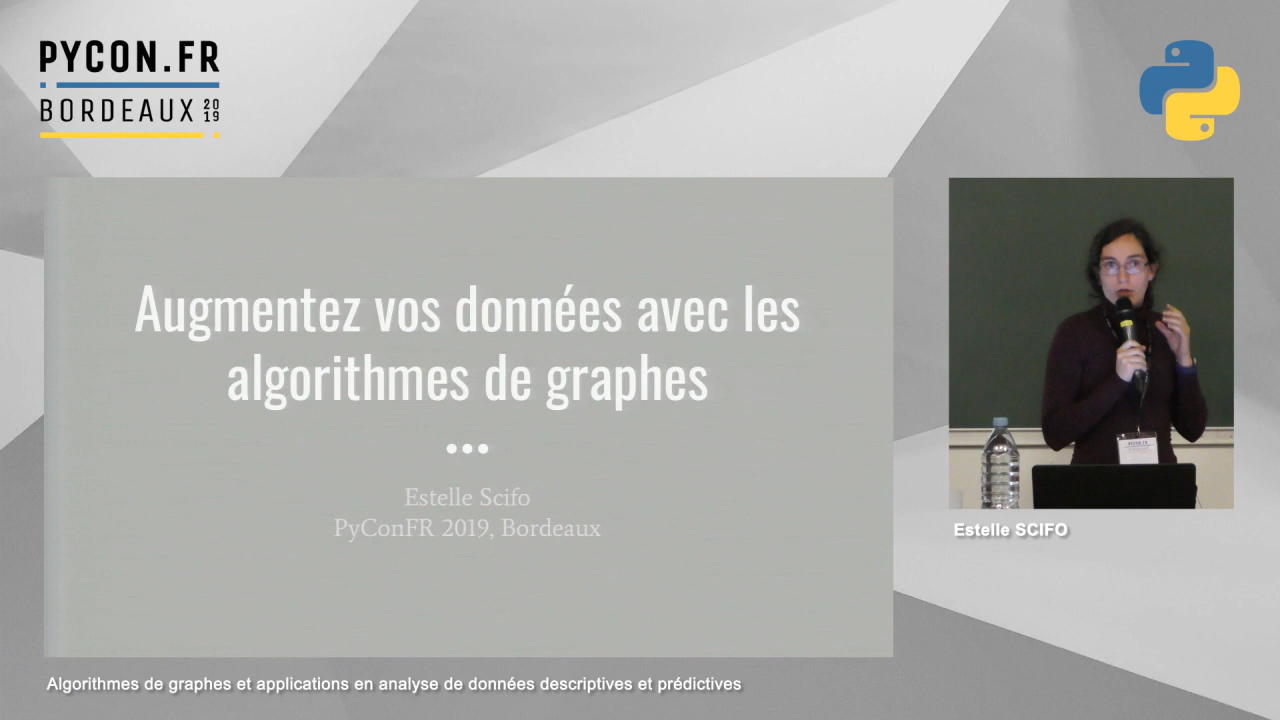 PYCON.FR
BORDEAUX 2019
Augmentez vos données avec les
algorithmes de graphes
Estelle Scifo
PyConFR 2019, Bordeaux
Estelle SCIFO
Algorithmes de graphes et applications en analyse de données descriptives et prédictives